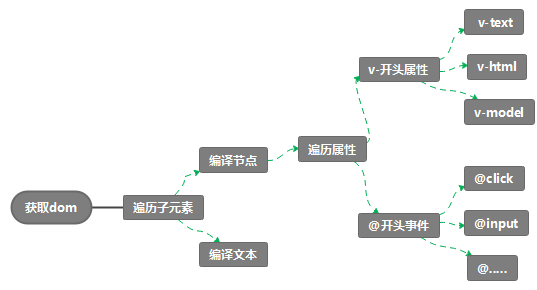 获取dom
遍历子元素
编译节点
编译文本
遍历属性
v-开头属性
v-text
v-html
v-model
@开头事件
@click
@input
@.....